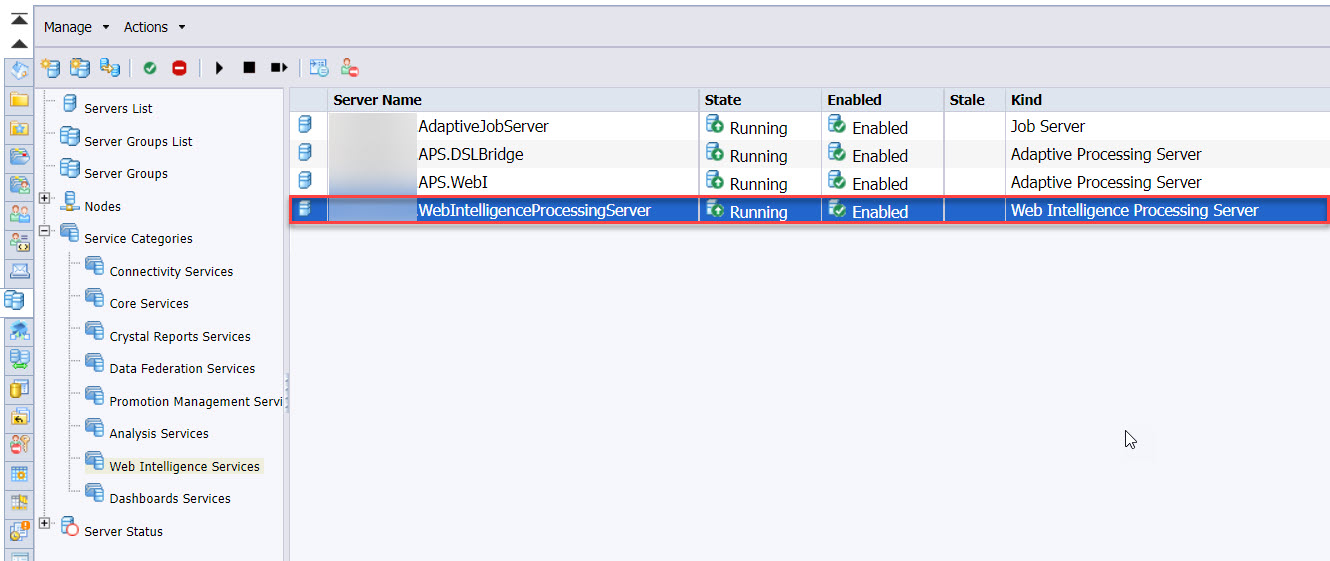 Manage Actions
Servers List
Server Groups List
Server Groups
Nodes
Service Categories
Connectivity Services
Core Services
Crystal Reports Services
Data Federation Services
Promotion Management Servi
Analysis Services
Web Intelligence Services
Dashboards Services
Server Status
Server Name State Enabled Stale Kind
AdaptiveJobServer Running Enabled Job Server
APS.DSLBridge Running Enabled Adaptive Processing Server
APS.WebI Running Enabled Adaptive Processing Server
.WebIntelligenceProcessingServer Running Enabled Web Intelligence Processing Server